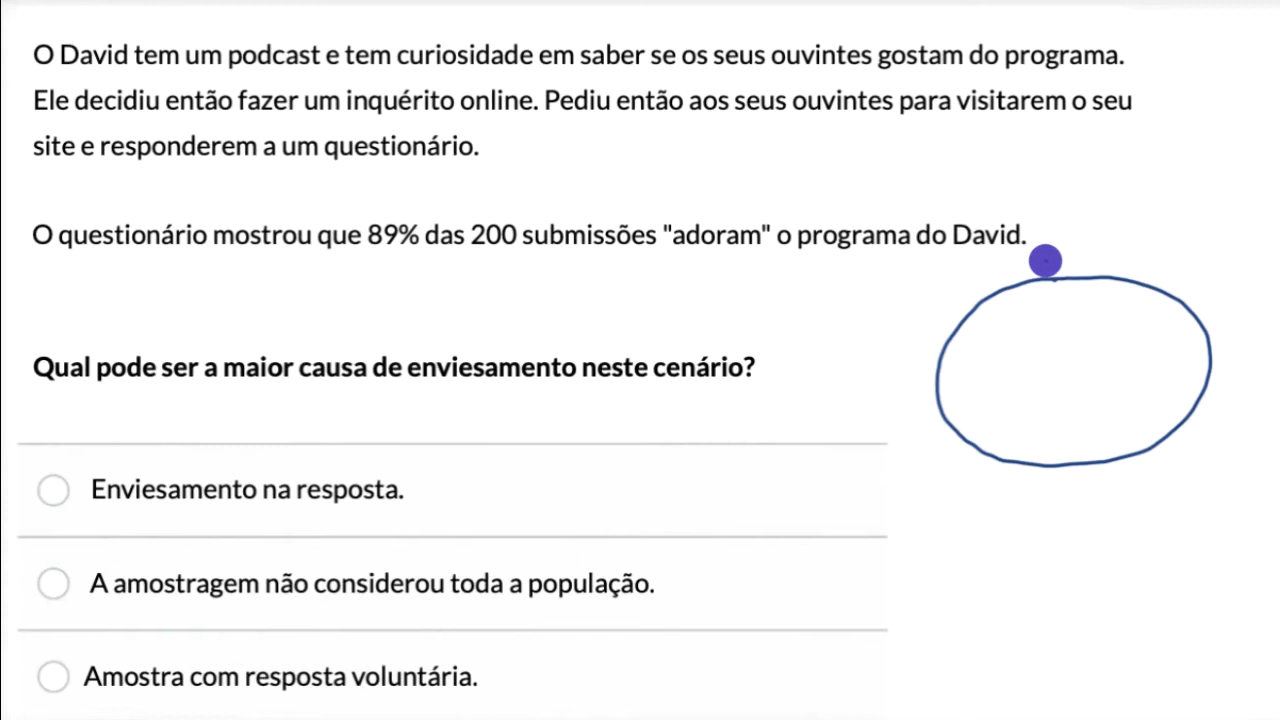 O David tem um podcast e tem curiosidade em saber se os seus ouvintes gostam do programa.
Ele decidiu então fazer um inquérito online. Pediu então aos seus ouvintes para visitarem o seu
site e responderem a um questionário.
O questionário mostrou que 89% das 200 submissões "adoram" o programa do David.
Qual pode ser a maior causa de enviesamento neste cenário?
Enviesamento na resposta.
A amostragem não considerou toda a população.
Amostra com resposta voluntária.